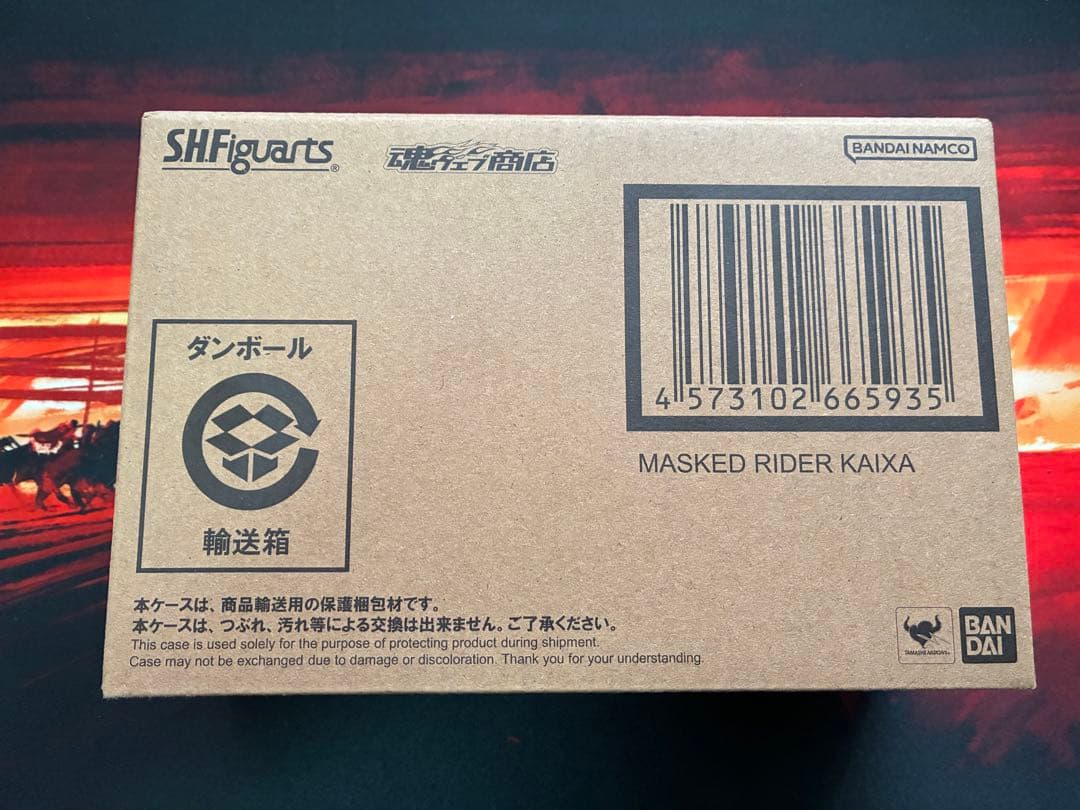 S.H.Figuarts®
魂ウェブ商店
BANDAI NAMCO
4 573102 665935
MASKED RIDER KAIXA
ダンボール
輸送箱
本ケースは、商品輸送用の保護梱包材です。
本ケースは、つぶれ、汚れ等による交換は出来ません。ご了承ください。
This case is used solely for the purpose of protecting product during shipment.
Case may not be exchanged due to damage or discoloration. Thank you for your understanding.
TAMASHII NATIONS
BAN
DAI